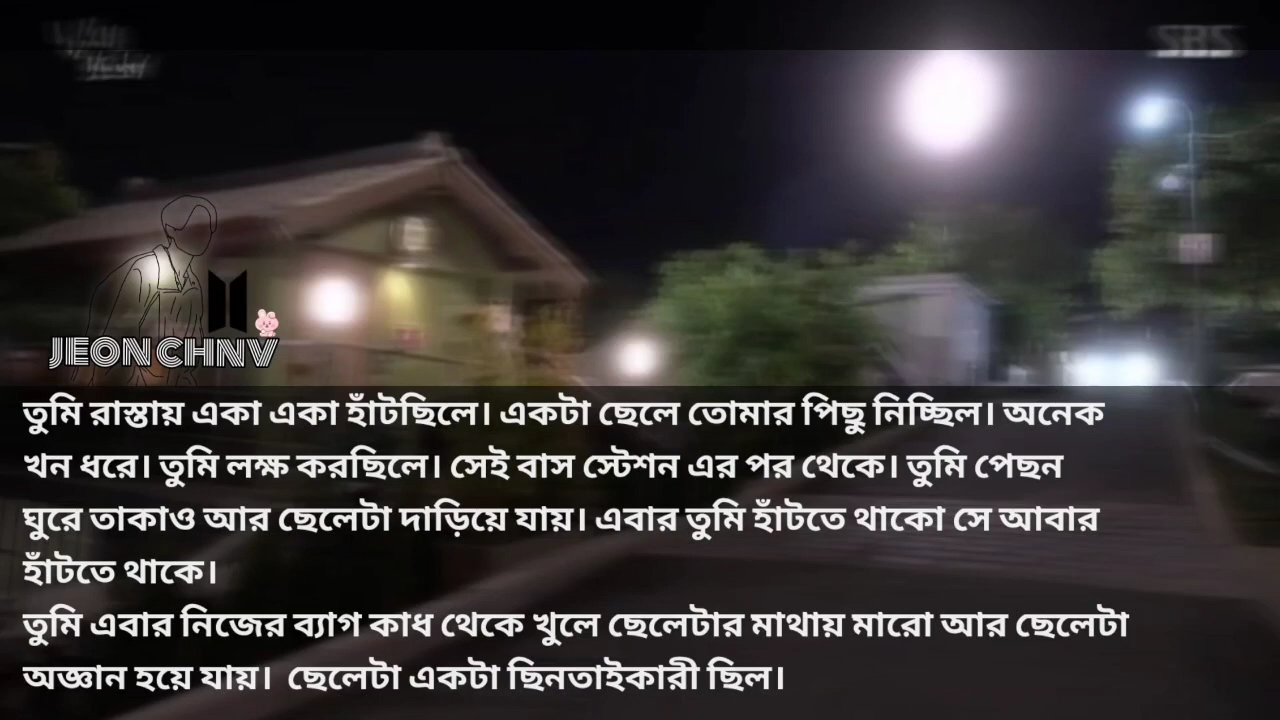 SBS
JEON CHNV
তুমি রাস্তায় একা একা হাঁটছিলে। একটা ছেলে তোমার পিছু নিচ্ছিল। অনেক
খন ধরে। তুমি লক্ষ করছিলে। সেই বাস স্টেশন এর পর থেকে। তুমি পেছন
ঘুরে তাকাও আর ছেলেটা দাড়িয়ে যায়। এবার তুমি হাঁটতে থাকো সে আবার
হাঁটতে থাকে।
তুমি এবার নিজের ব্যাগ কাধ থেকে খুলে ছেলেটার মাথায় মারো আর ছেলেটা
অজ্ঞান হয়ে যায়। ছেলেটা একটা ছিনতাইকারী ছিল।